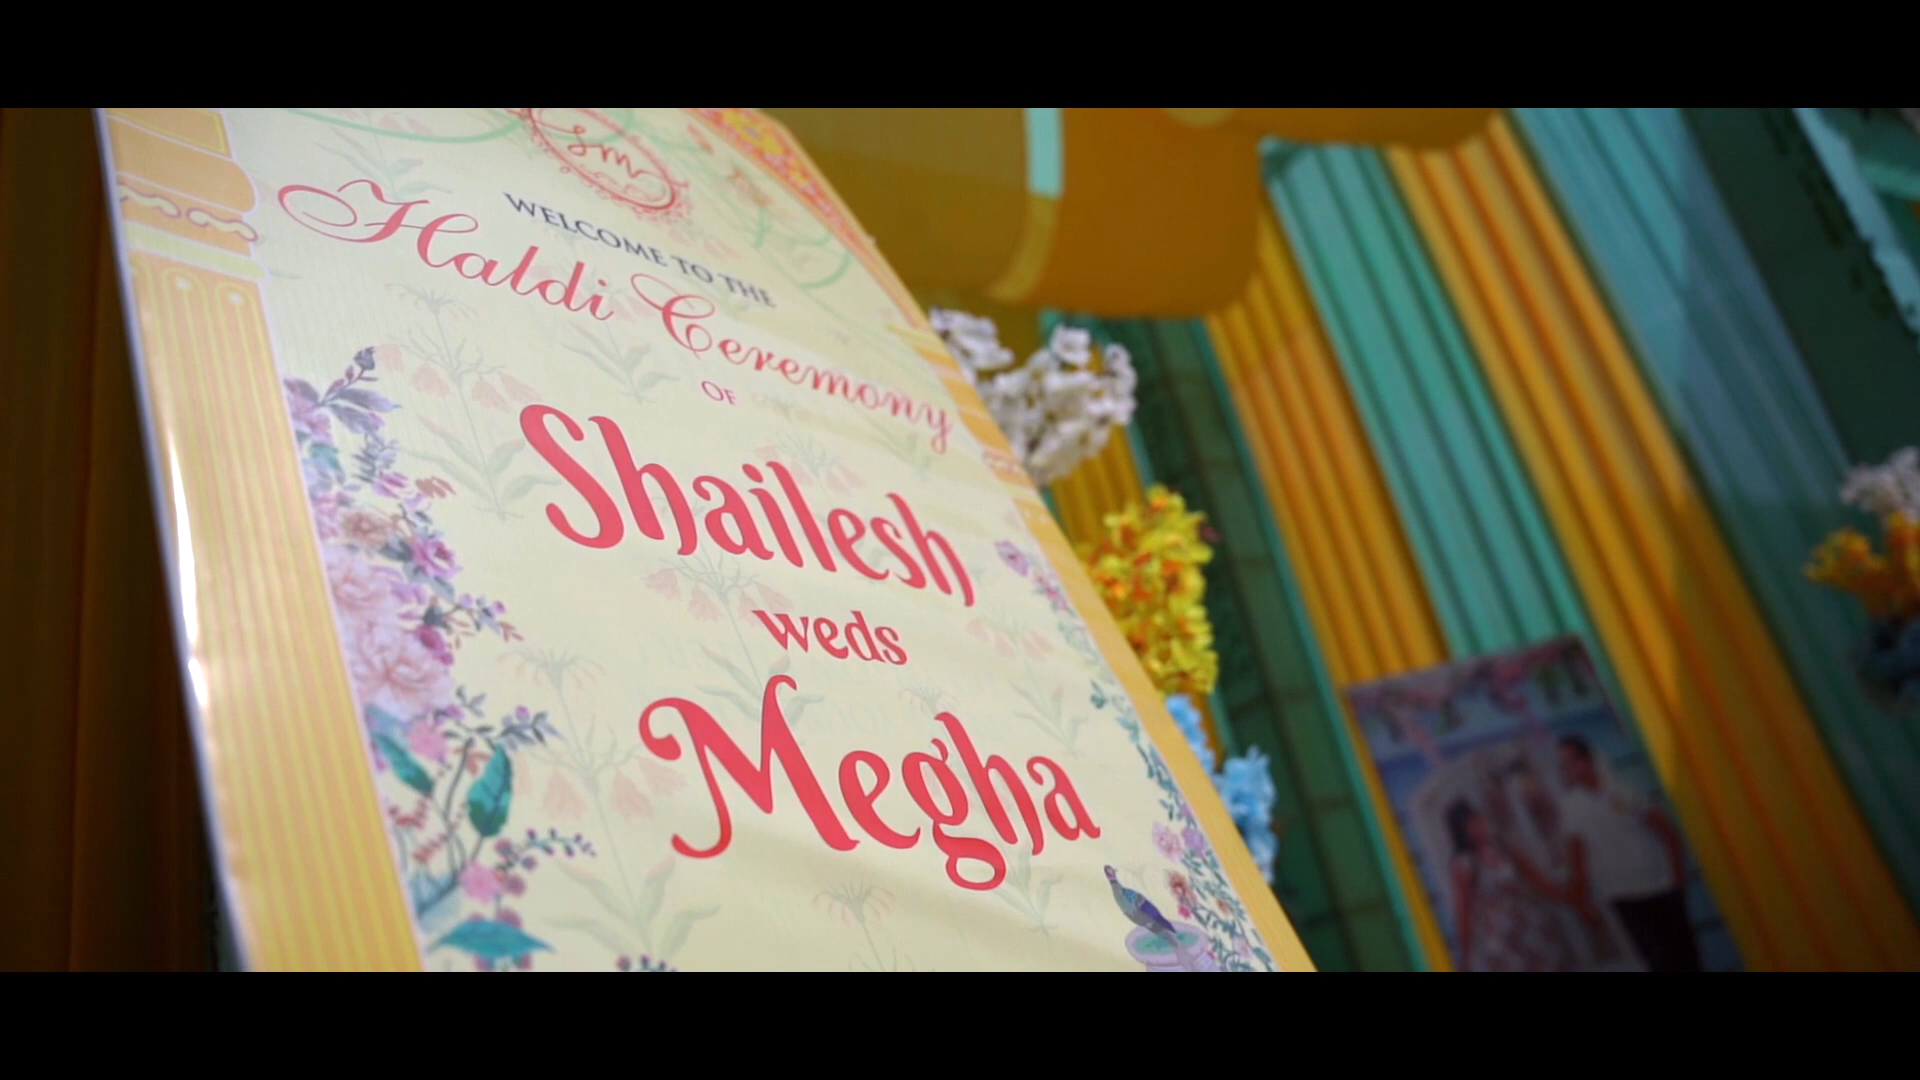 SM
WELCOME TO THE
Haldi Ceremony
OF
Shailesh
weds
Megha